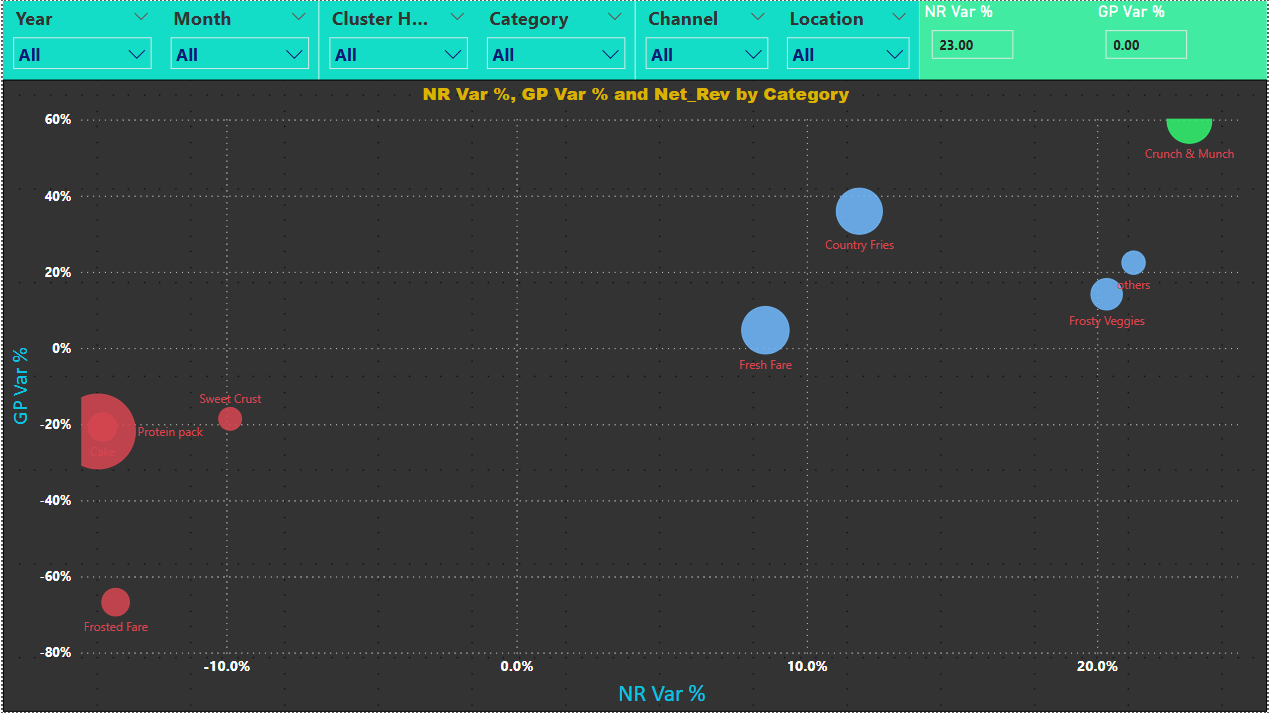 Year Month Cluster H... Category Channel Location NR Var % GP Var %
All All All All All All 23.00 0.00
NR Var %, GP Var % and Net_Rev by Category
60%
Crunch & Munch
40%
Country Fries
20%
others
Frosty Veggies
0%
Fresh Fare
GP Var %
Sweet Crust
-20%
Protein pack
Cake
-40%
-60%
Frosted Fare
-80%
-10.0% 0.0% 10.0% 20.0%
NR Var %